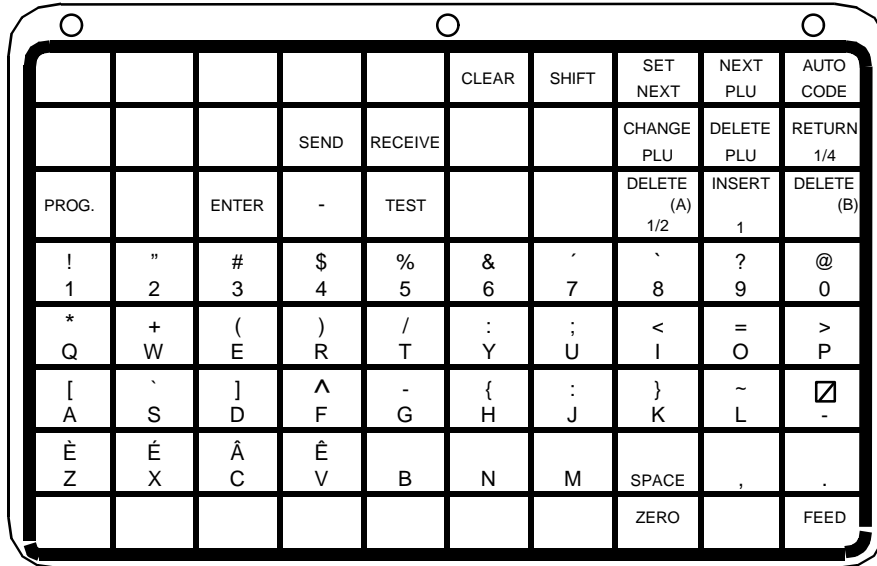 CLEAR SHIFT SET NEXT NEXT PLU AUTO CODE
SEND RECEIVE CHANGE PLU DELETE PLU RETURN 1/4
PROG. ENTER - TEST DELETE (A) 1/2 INSERT 1 DELETE (B)
! ” # $ % & ´ ` ? @
1 2 3 4 5 6 7 8 9 0
* + ( ) / : ; < = >
Q W E R T Y U I O P
[ ` ] ^ - { : } ~
A S D F G H J K L -
È É Â Ê
Z X C V B N M SPACE , .
ZERO FEED